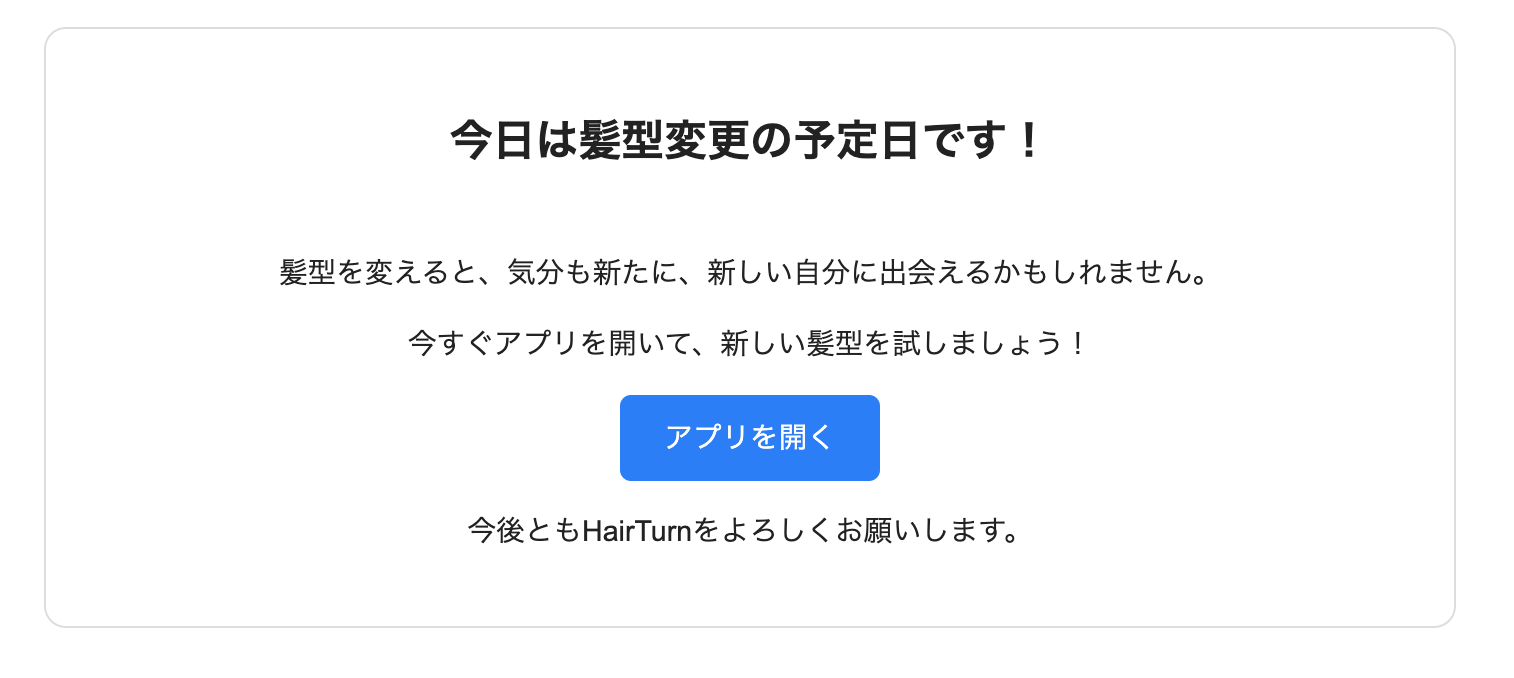 今日は髪型変更の予定日です！
髪型を変えると、気分も新たに、新しい自分に出会えるかもしれません。
今すぐアプリを開いて、新しい髪型を試しましょう！
アプリを開く
今後ともHairTurnをよろしくお願いします。